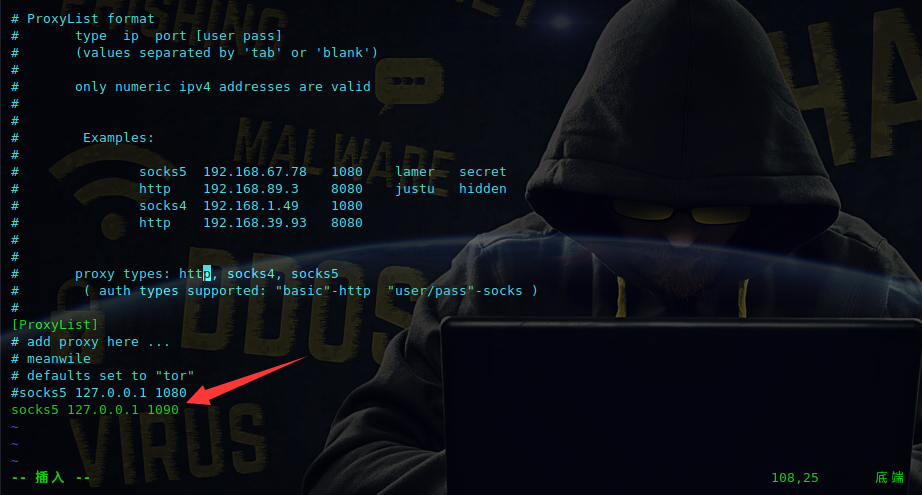 # ProxyList format
#       type  ip  port [user pass]
#       (values separated by 'tab' or 'blank')
#
#       only numeric ipv4 addresses are valid
#
#
#        Examples:
#
#               socks5  192.168.67.78   1080    lamer   secret
#               http    192.168.89.3    8080    justu   hidden
#               socks4  192.168.1.49    1080
#               http    192.168.39.93   8080
#
#
#       proxy types: http, socks4, socks5
#        ( auth types supported: "basic"-http  "user/pass"-socks )
#
[ProxyList]
# add proxy here ...
# meanwile
# defaults set to "tor"
#socks5 127.0.0.1 1080
socks5 127.0.0.1 1090
~
~
~
-- 插入 --                                        108,25       底端
MALWARE
DDOS
VIRUS